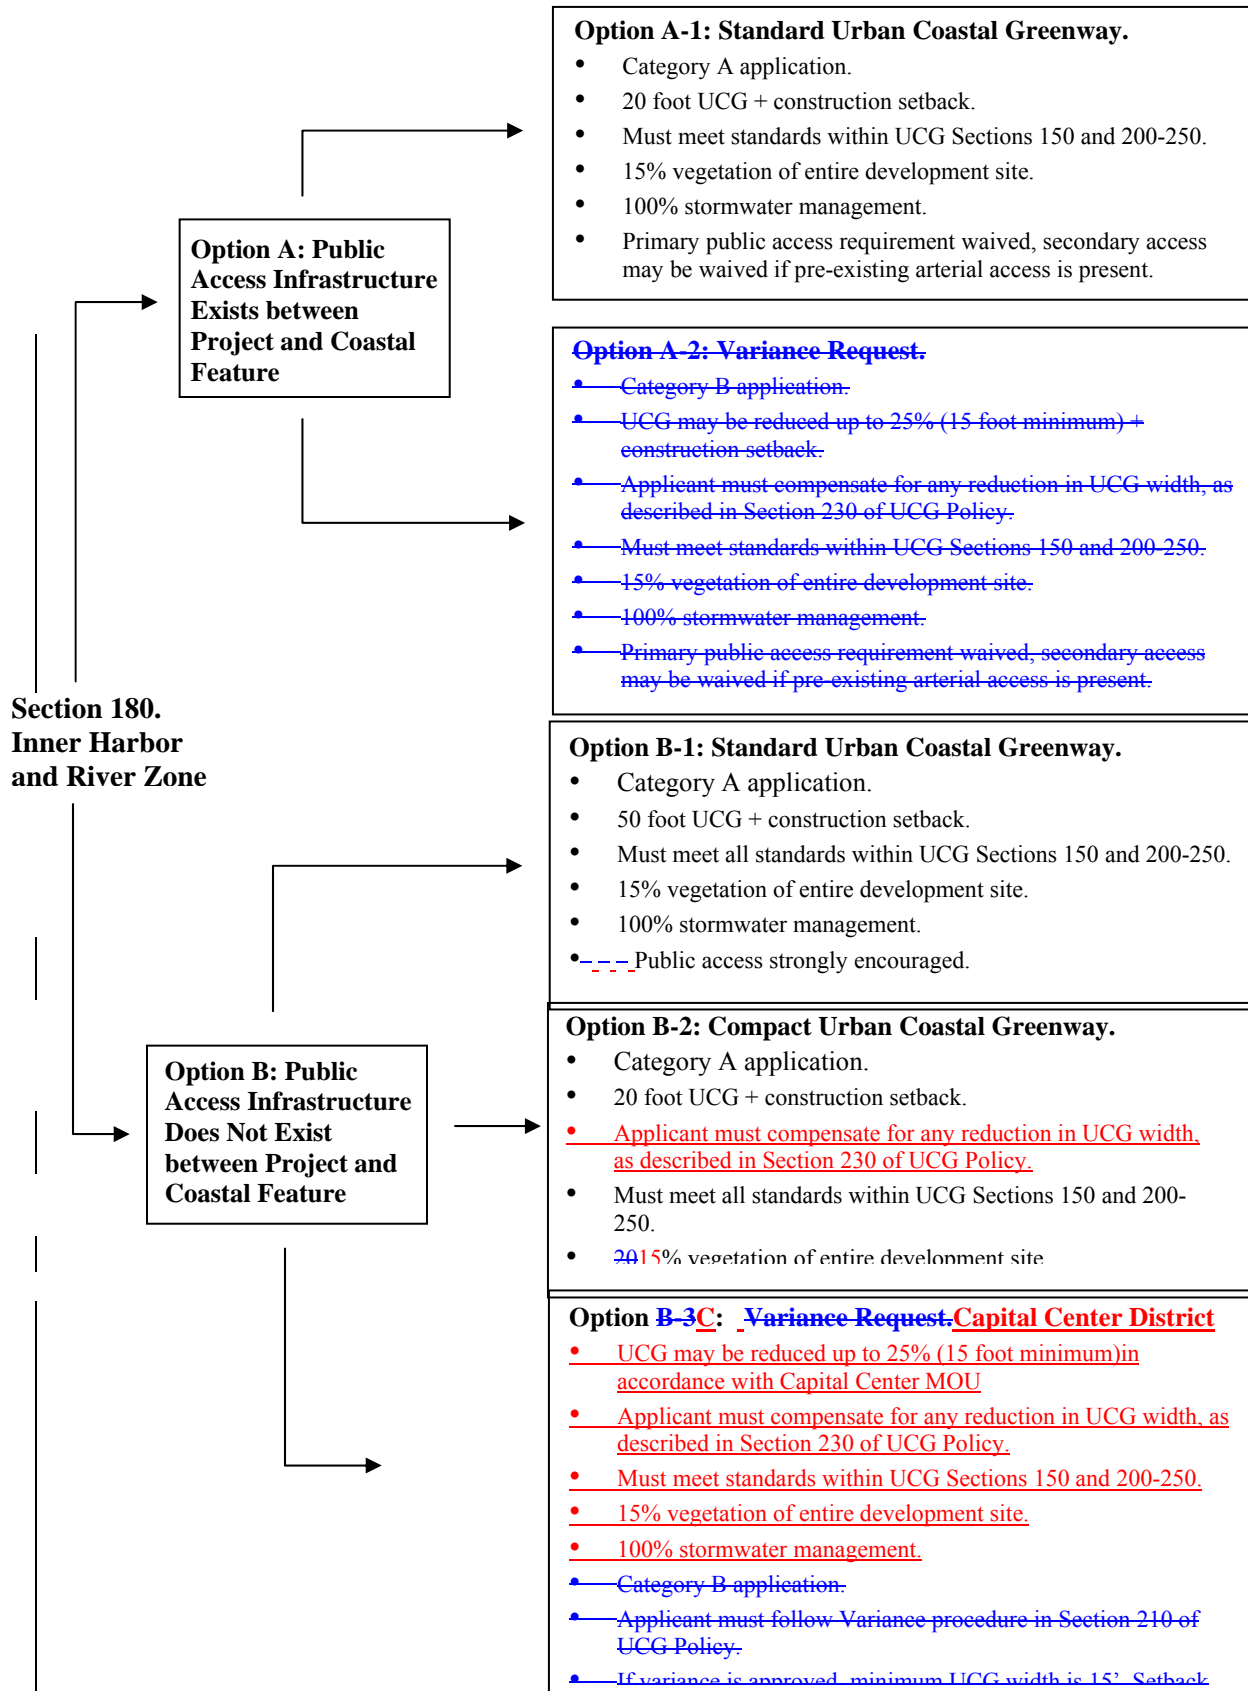 Option A-1: Standard Urban Coastal Greenway.
• Category A application.
• 20 foot UCG + construction setback.
• Must meet standards within UCG Sections 150 and 200-250.
• 15% vegetation of entire development site.
• 100% stormwater management.
• Primary public access requirement waived, secondary access
may be waived if pre-existing arterial access is present.
Option A: Public
Access Infrastructure
Exists between
Project and Coastal
Feature
Option A-2: Variance Request.
• Category B application.
• UCG may be reduced up to 25% (15 foot minimum) +
construction setback.
• Applicant must compensate for any reduction in UCG width, as
described in Section 230 of UCG Policy.
• Must meet standards within UCG Sections 150 and 200-250.
• 15% vegetation of entire development site.
• 100% stormwater management.
• Primary public access requirement waived, secondary access
may be waived if pre-existing arterial access is present.
Section 180.
Inner Harbor
and River Zone
Option B-1: Standard Urban Coastal Greenway.
• Category A application.
• 50 foot UCG + construction setback.
• Must meet all standards within UCG Sections 150 and 200-250.
• 15% vegetation of entire development site.
• 100% stormwater management.
• Public access strongly encouraged.
Option B: Public
Access Infrastructure
Does Not Exist
between Project and
Coastal Feature
Option B-2: Compact Urban Coastal Greenway.
• Category A application.
• 20 foot UCG + construction setback.
• Applicant must compensate for any reduction in UCG width,
as described in Section 230 of UCG Policy.
• Must meet all standards within UCG Sections 150 and 200-
250.
• 2015% vegetation of entire development site
Option B-3C: Variance Request.Capital Center District
• UCG may be reduced up to 25% (15 foot minimum)in
accordance with Capital Center MOU
• Applicant must compensate for any reduction in UCG width, as
described in Section 230 of UCG Policy.
• Must meet standards within UCG Sections 150 and 200-250.
• 15% vegetation of entire development site.
• 100% stormwater management.
• Category B application.
• Applicant must follow Variance procedure in Section 210 of
UCG Policy.
• If variance is approved, minimum UCG width is 15'. Setback